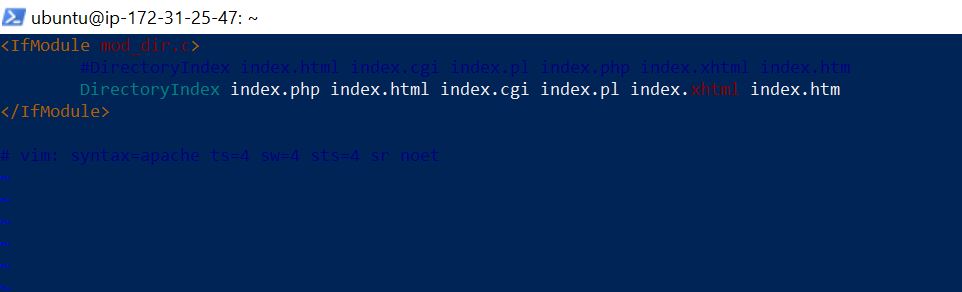 ubuntu@ip-172-31-25-47: ~
<IfModule mod_dir.c>
#DirectoryIndex index.html index.cgi index.pl index.php index.xhtml index.htm
DirectoryIndex index.php index.html index.cgi index.pl index.xhtml index.htm
</IfModule>
# vim: syntax=apache ts=4 sw=4 sts=4 sr noet
~
~
~
~
~
~